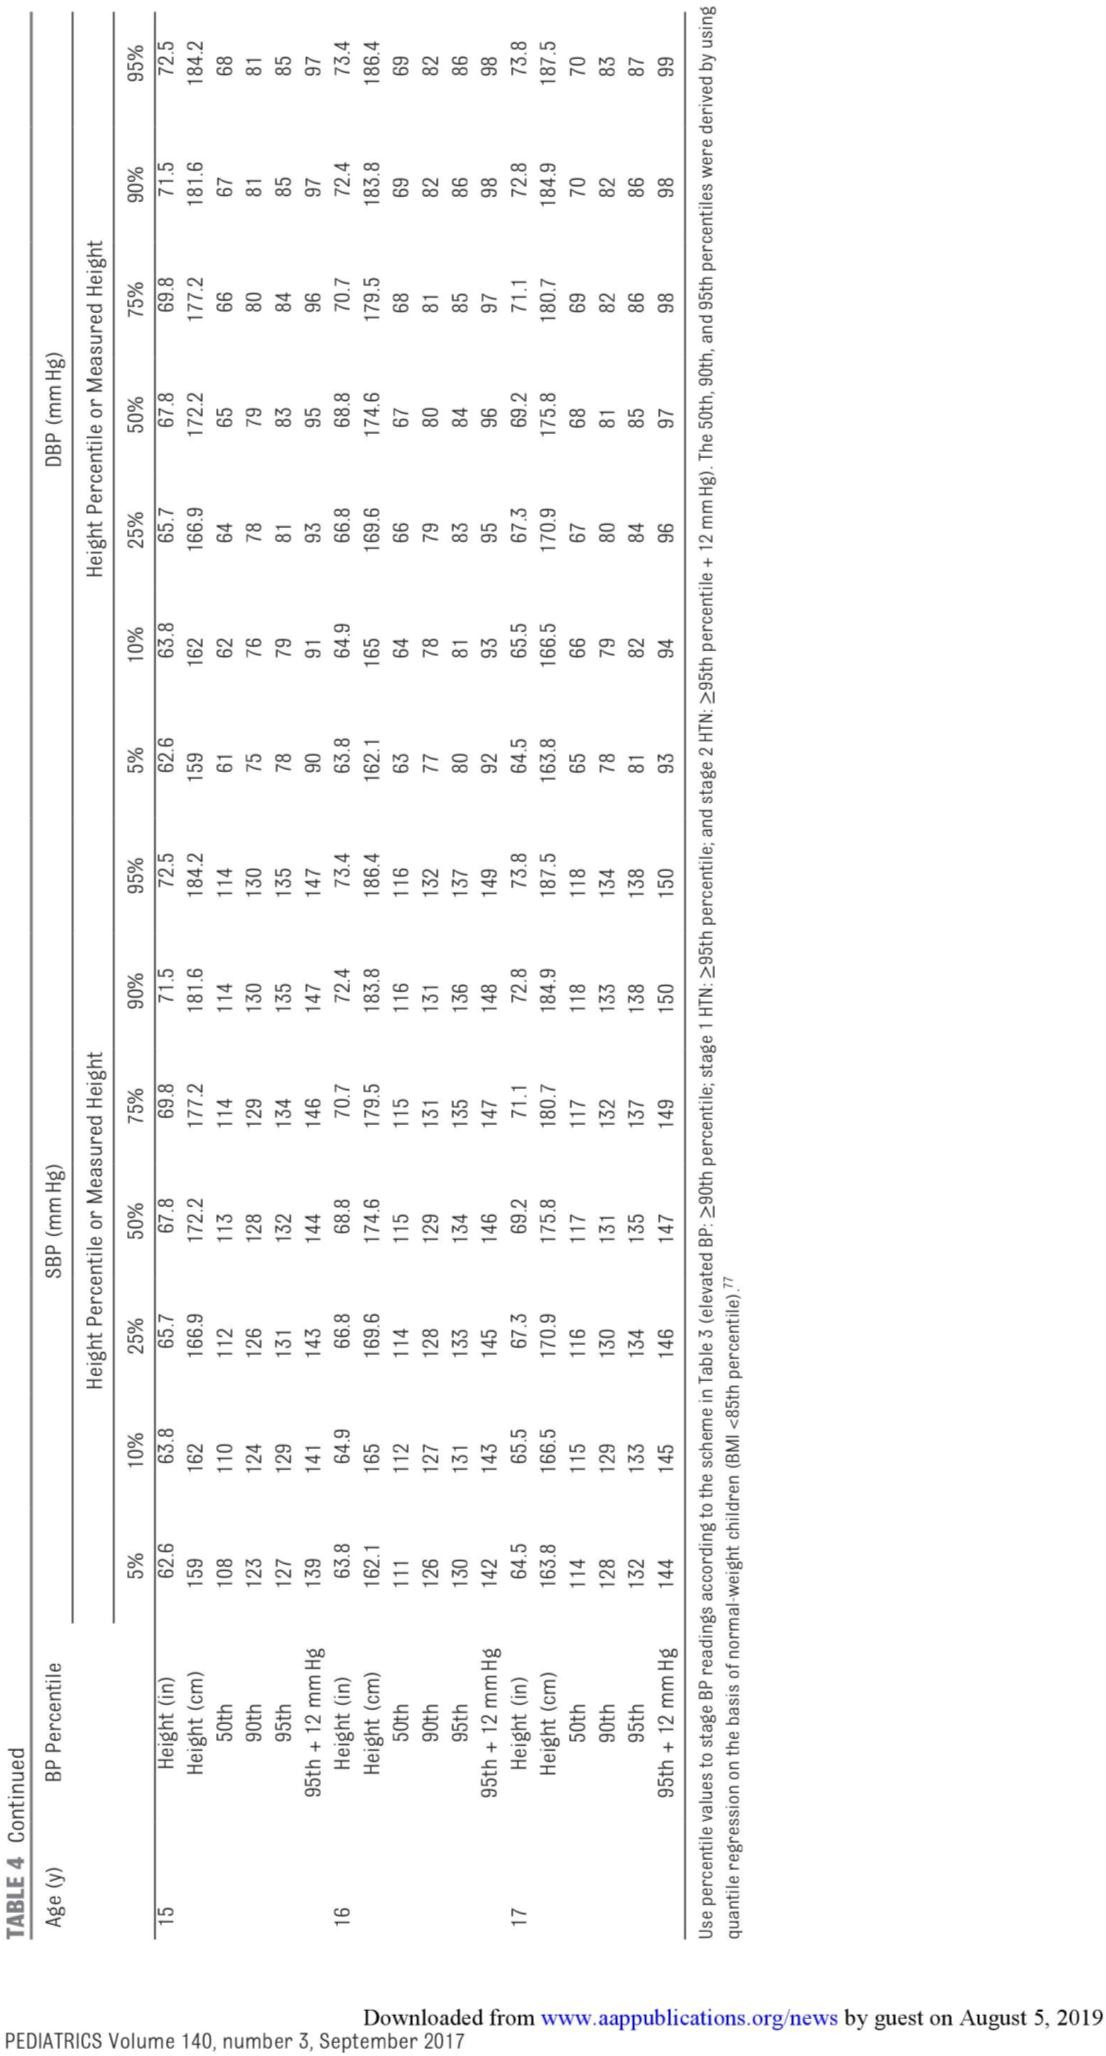 TABLE 4 Continued
Age (y) BP Percentile SBP (mm Hg) DBP (mm Hg)
Height Percentile or Measured Height Height Percentile or Measured Height
5% 10% 25% 50% 75% 90% 95% 5% 10% 25% 50% 75% 90% 95%
15 Height (in) 62.6 63.8 65.7 67.8 69.8 71.5 72.5 62.6 63.8 65.7 67.8 69.8 71.5 72.5
Height (cm) 159 162 166.9 172.2 177.2 181.6 184.2 159 162 166.9 172.2 177.2 181.6 184.2
50th 108 110 112 113 114 114 114 61 62 64 65 66 67 68
90th 123 124 126 128 129 130 130 75 76 78 79 80 81 81
95th 127 129 131 132 134 135 135 78 79 81 83 84 85 85
95th + 12 mm Hg 139 141 143 144 146 147 147 90 91 93 95 96 97 97
16 Height (in) 63.8 64.9 66.8 68.8 70.7 72.4 73.4 63.8 64.9 66.8 68.8 70.7 72.4 73.4
Height (cm) 162.1 165 169.6 174.6 179.5 183.8 186.4 162.1 165 169.6 174.6 179.5 183.8 186.4
50th 111 112 114 115 115 116 116 63 64 66 67 68 69 69
90th 126 127 128 129 131 131 132 77 78 79 80 81 82 82
95th 130 131 133 134 135 136 137 80 81 83 84 85 86 86
95th + 12 mm Hg 142 143 145 146 147 148 149 92 93 95 96 97 98 98
17 Height (in) 64.5 65.5 67.3 69.2 71.1 72.8 73.8 64.5 65.5 67.3 69.2 71.1 72.8 73.8
Height (cm) 163.8 166.5 170.9 175.8 180.7 184.9 187.5 163.8 166.5 170.9 175.8 180.7 184.9 187.5
50th 114 115 116 117 117 118 118 65 66 67 68 69 70 70
90th 128 129 130 131 132 133 134 78 79 80 81 82 82 83
95th 132 133 134 135 137 138 138 81 82 84 85 86 86 87
95th + 12 mm Hg 144 145 146 147 149 150 150 93 94 96 97 98 98 99
Use percentile values to stage BP readings according to the scheme in Table 3 (elevated BP: ≥90th percentile; stage 1 HTN: ≥95th percentile; and stage 2 HTN: ≥95th percentile + 12 mm Hg). The 50th, 90th, and 95th percentiles were derived by using
quantile regression on the basis of normal-weight children (BMI <85th percentile).77
Downloaded from www.aappublications.org/news by guest on August 5, 2019
PEDIATRICS Volume 140, number 3, September 2017